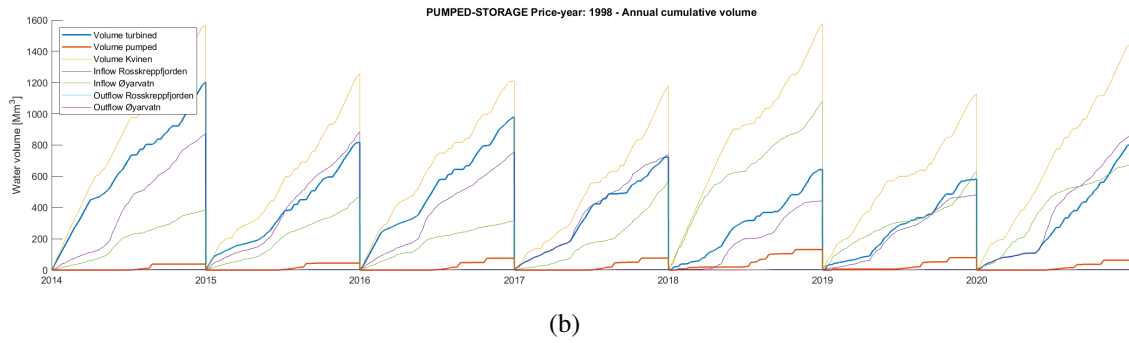 PUMPED-STORAGE Price-year: 1998 - Annual cumulative volume
Water volume [Mm³]
1600
1400
1200
1000
800
600
400
200
0
Volume turbined
Volume pumped
Volume Kvinen
Inflow Rosskreppfjorden
Inflow Øyarvatn
Outflow Rosskreppfjorden
Outflow Øyarvatn
2014 2015 2016 2017 2018 2019 2020
(b)